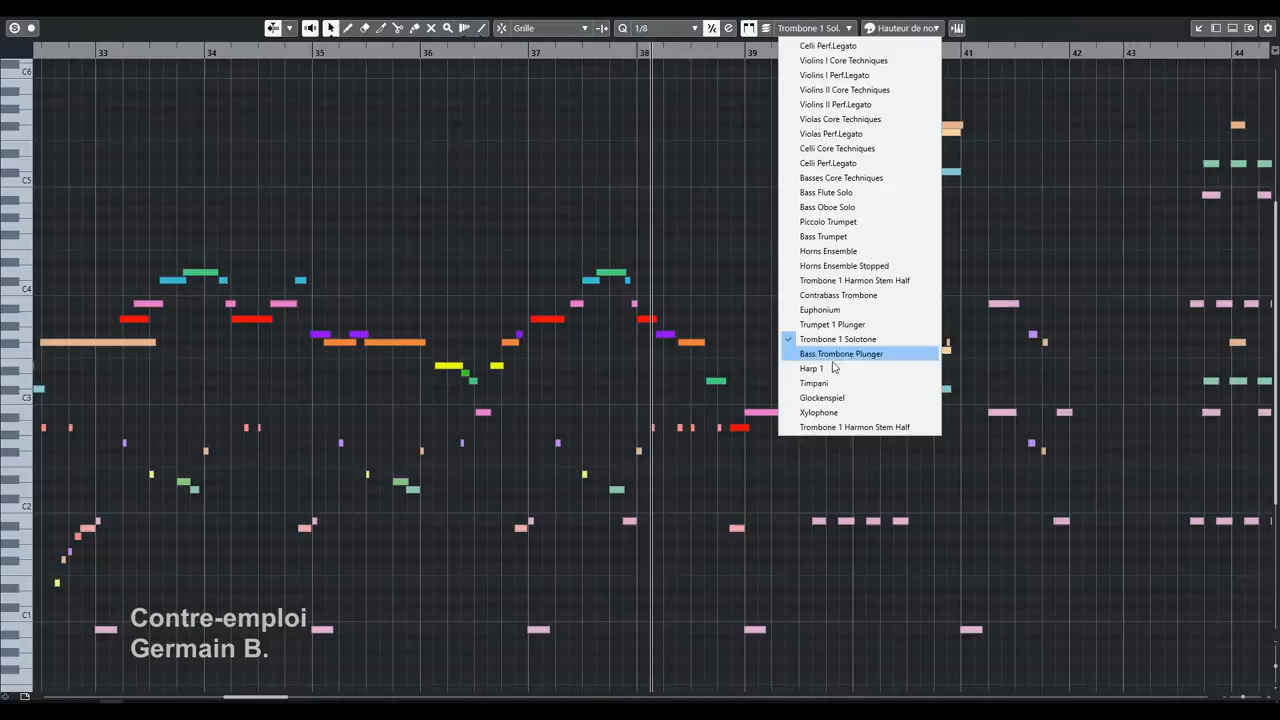 Grille
Q
1/8
Trombone 1 Sol.
Hauteur de no
33
34
35
36
37
38
39
41
42
43
44
C6
C5
C4
C3
C2
C1
Celli Perf.Legato
Violins I Core Techniques
Violins I Perf.Legato
Violins II Core Techniques
Violins II Perf.Legato
Violas Core Techniques
Violas Perf.Legato
Celli Core Techniques
Celli Perf.Legato
Basses Core Techniques
Bass Flute Solo
Bass Oboe Solo
Piccolo Trumpet
Bass Trumpet
Horns Ensemble
Horns Ensemble Stopped
Trombone 1 Harmon Stem Half
Contrabass Trombone
Euphonium
Trumpet 1 Plunger
Trombone 1 Solotone
Bass Trombone Plunger
Harp 1
Timpani
Glockenspiel
Xylophone
Trombone 1 Harmon Stem Half
Contre-emploi
Germain B.